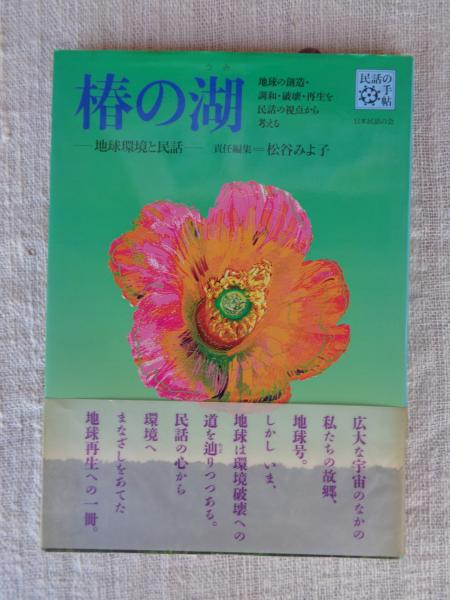 椿の湖
うみ
地球の創造・
調和・破壊・再生を
民話の視点から
考える
―地球環境と民話―
責任編集＝松谷みよ子
民話の
手帖
日本民話の会
広大な宇宙のなかの
私たちの故郷、
地球号。
しかし いま、
地球は環境破壊への
道を辿りつつある。
民話の心から
環境へ
まなざしをあてた
地球再生への一冊。